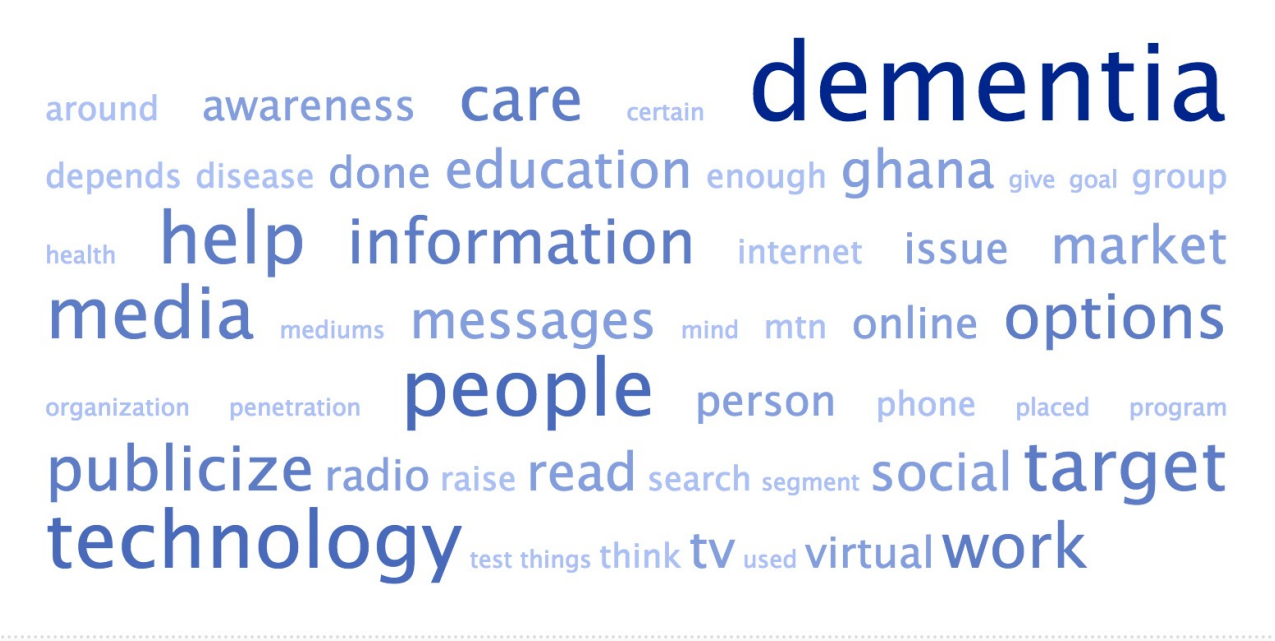 around awareness care certain dementia
depends disease done education enough ghana give goal group
health help information internet issue market
media mediums messages mind mtn online options
organization penetration people person phone placed program
publicize radio raise read search segment social target
technology test things think tv used virtual work